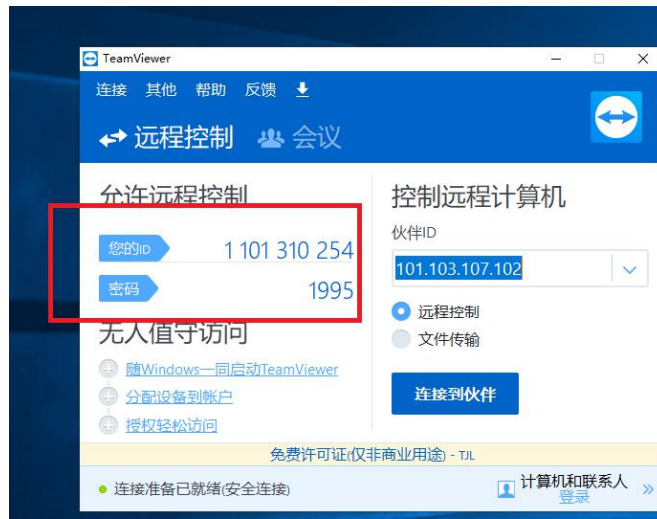 TeamViewer
连接 其他 帮助 反馈
远程控制 会议
允许远程控制
您的ID 1 101 310 254
密码 1995
无人值守访问
随Windows一同启动TeamViewer
分配设备到帐户
授权轻松访问
控制远程计算机
伙伴ID
101.103.107.102
远程控制
文件传输
连接到伙伴
免费许可证(仅非商业用途) - TJL
连接准备已就绪(安全连接)
计算机和联系人
登录